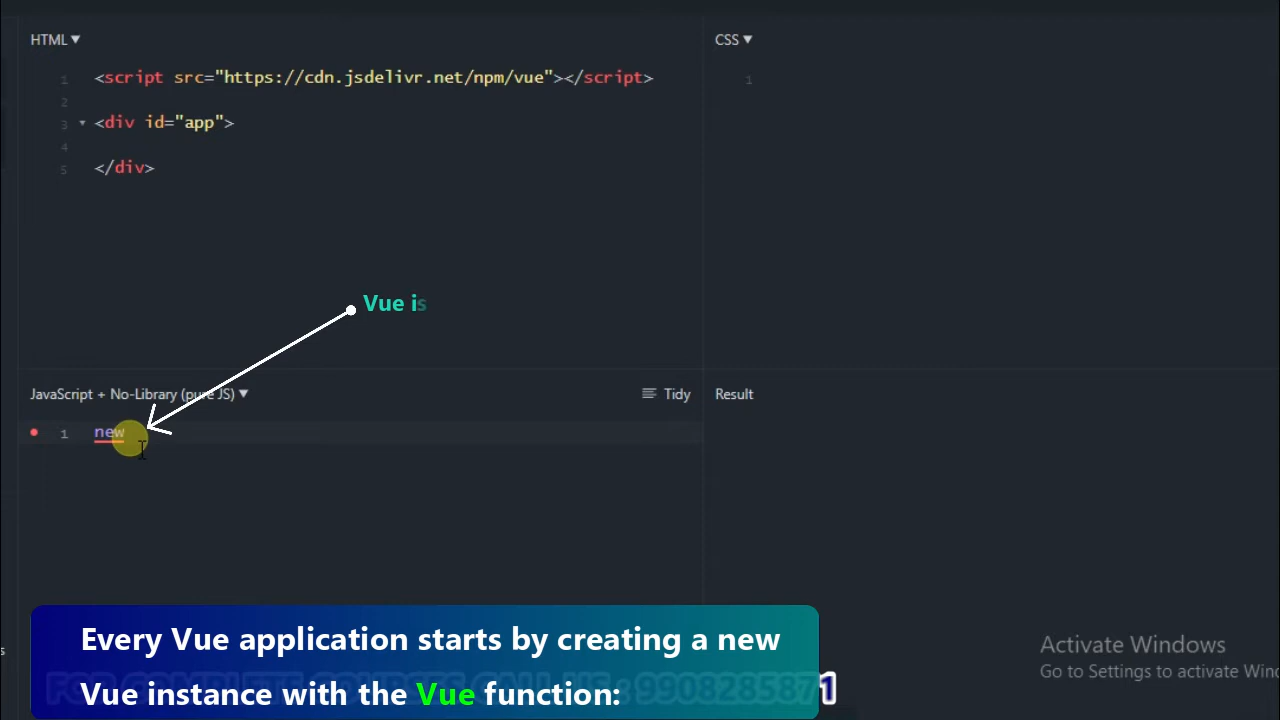 HTML▼
CSS▼
1 <script src="https://cdn.jsdelivr.net/npm/vue"></script>
2
3 ▾ <div id="app">
4
5 </div>
1
Vue is
JavaScript + No-Library (pure JS)▼
Tidy
Result
1 new
Every Vue application starts by creating a new
Vue instance with the Vue function:
9908285871
Activate Windows
Go to Settings to activate Win
s